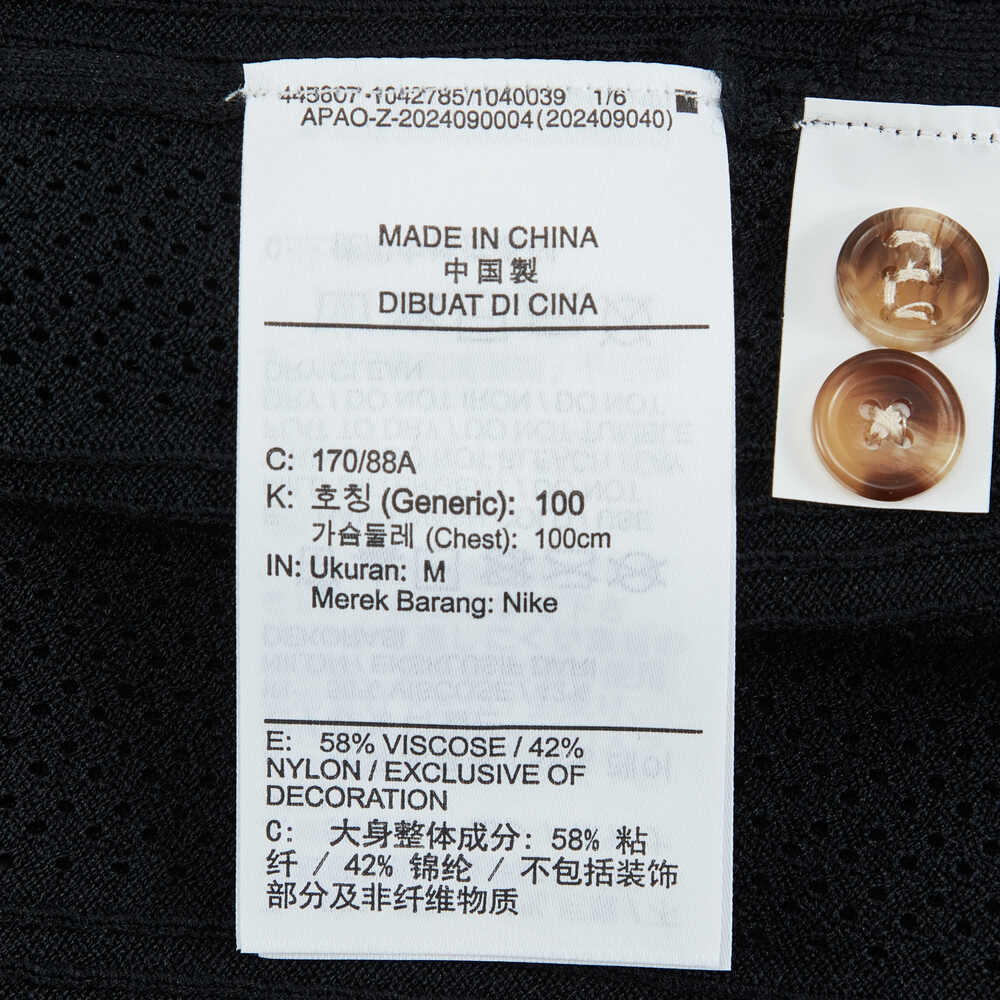 445607 · 1042785/1040039 1/6 M
APAO-Z-2024090004 (202409040)
MADE IN CHINA
中国製
DIBUAT DI CINA
C: 170/88A
K: 호칭 (Generic): 100
가슴둘레 (Chest): 100cm
IN: Ukuran: M
Merek Barang: Nike
E: 58% VISCOSE / 42%
NYLON / EXCLUSIVE OF
DECORATION
C: 大身整体成分: 58% 粘
纤 / 42% 锦纶 / 不包括装饰
部分及非纤维物质